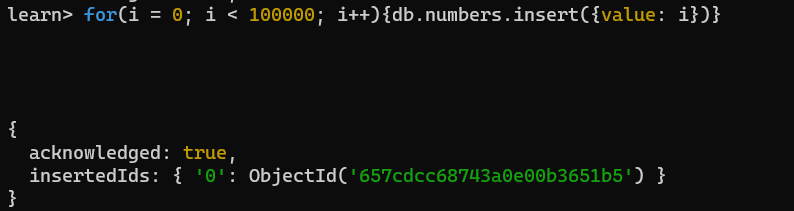 learn> for(i = 0; i < 100000; i++){db.numbers.insert({value: i})}
{
  acknowledged: true,
  insertedIds: { '0': ObjectId('657cdcc68743a0e00b3651b5') }
}